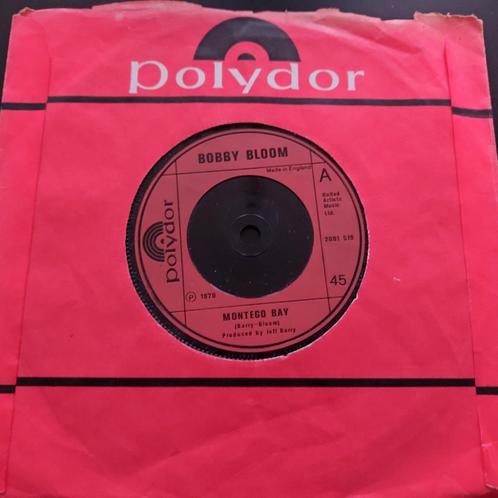 polydor
BOBBY BLOOM
Made in England
A
United
Artists
Music
Ltd.
polydor
2001 519
℗ 1970
45
MONTEGO BAY
(Barry-Bloom)
Produced by Jeff Barry